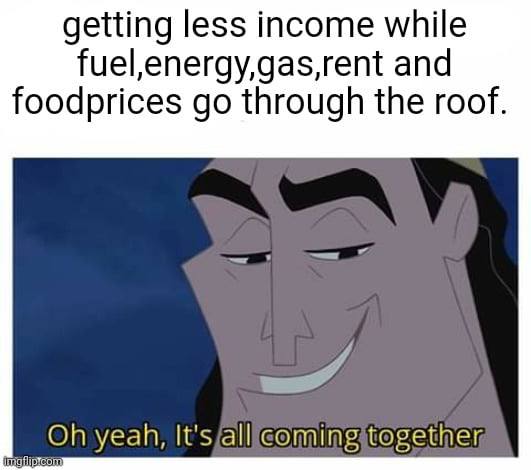 getting less income while
fuel,energy,gas,rent and
foodprices go through the roof.
Oh yeah, It's all coming together
imgflip.com